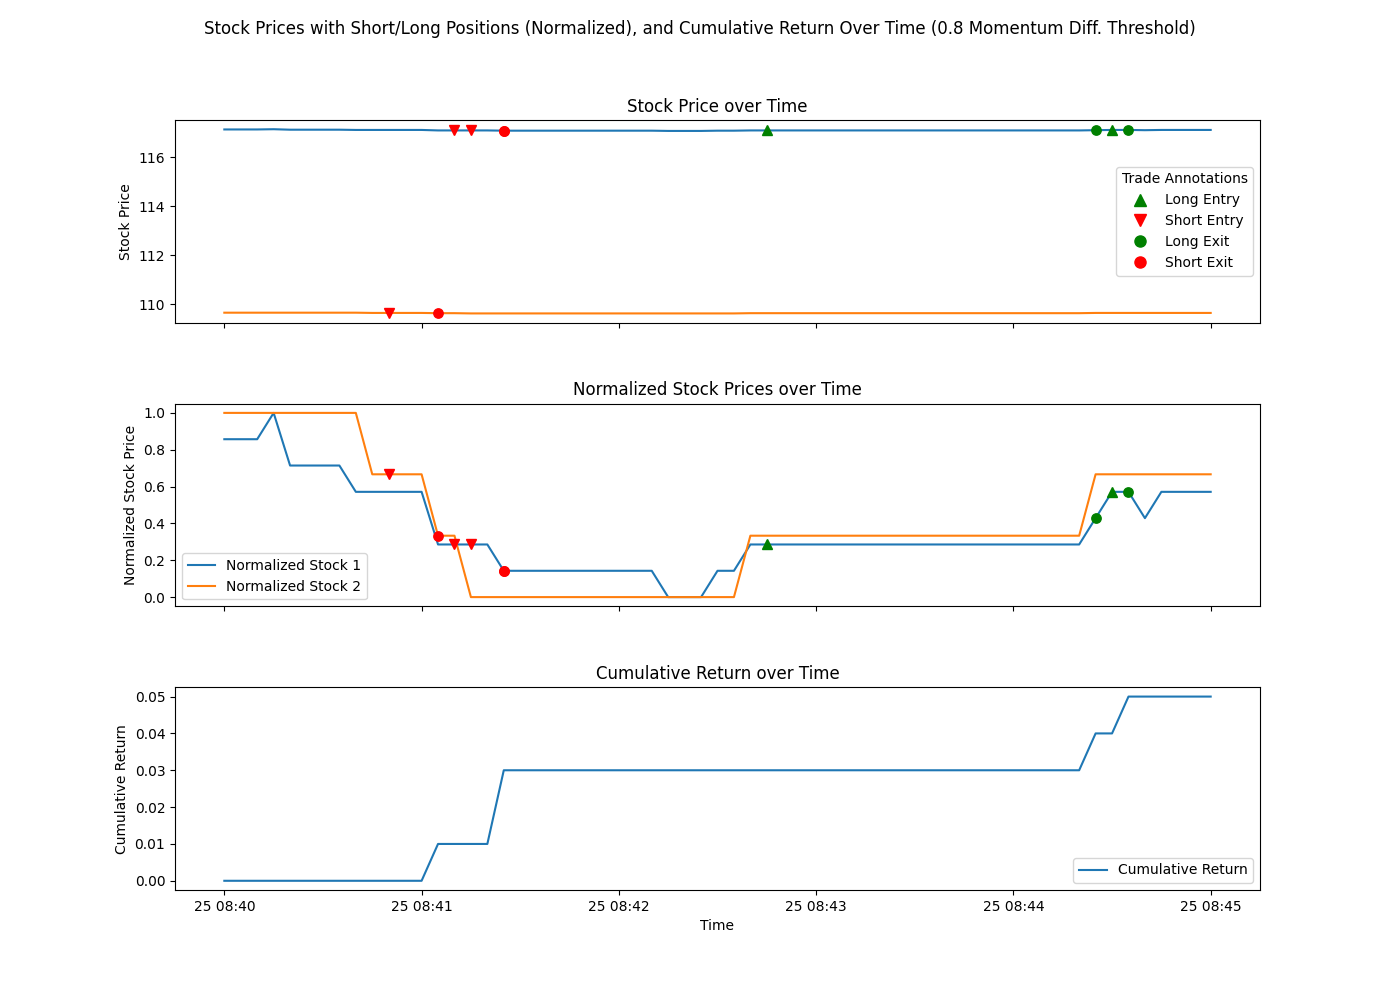 Stock Prices with Short/Long Positions (Normalized), and Cumulative Return Over Time (0.8 Momentum Diff. Threshold)
Stock Price over Time
Stock Price
116
114
112
110
Trade Annotations
Long Entry
Short Entry
Long Exit
Short Exit
Normalized Stock Prices over Time
Normalized Stock Price
1.0
0.8
0.6
0.4
0.2
0.0
Normalized Stock 1
Normalized Stock 2
Cumulative Return over Time
Cumulative Return
0.05
0.04
0.03
0.02
0.01
0.00
Cumulative Return
25 08:40 25 08:41 25 08:42 25 08:43 25 08:44 25 08:45
Time